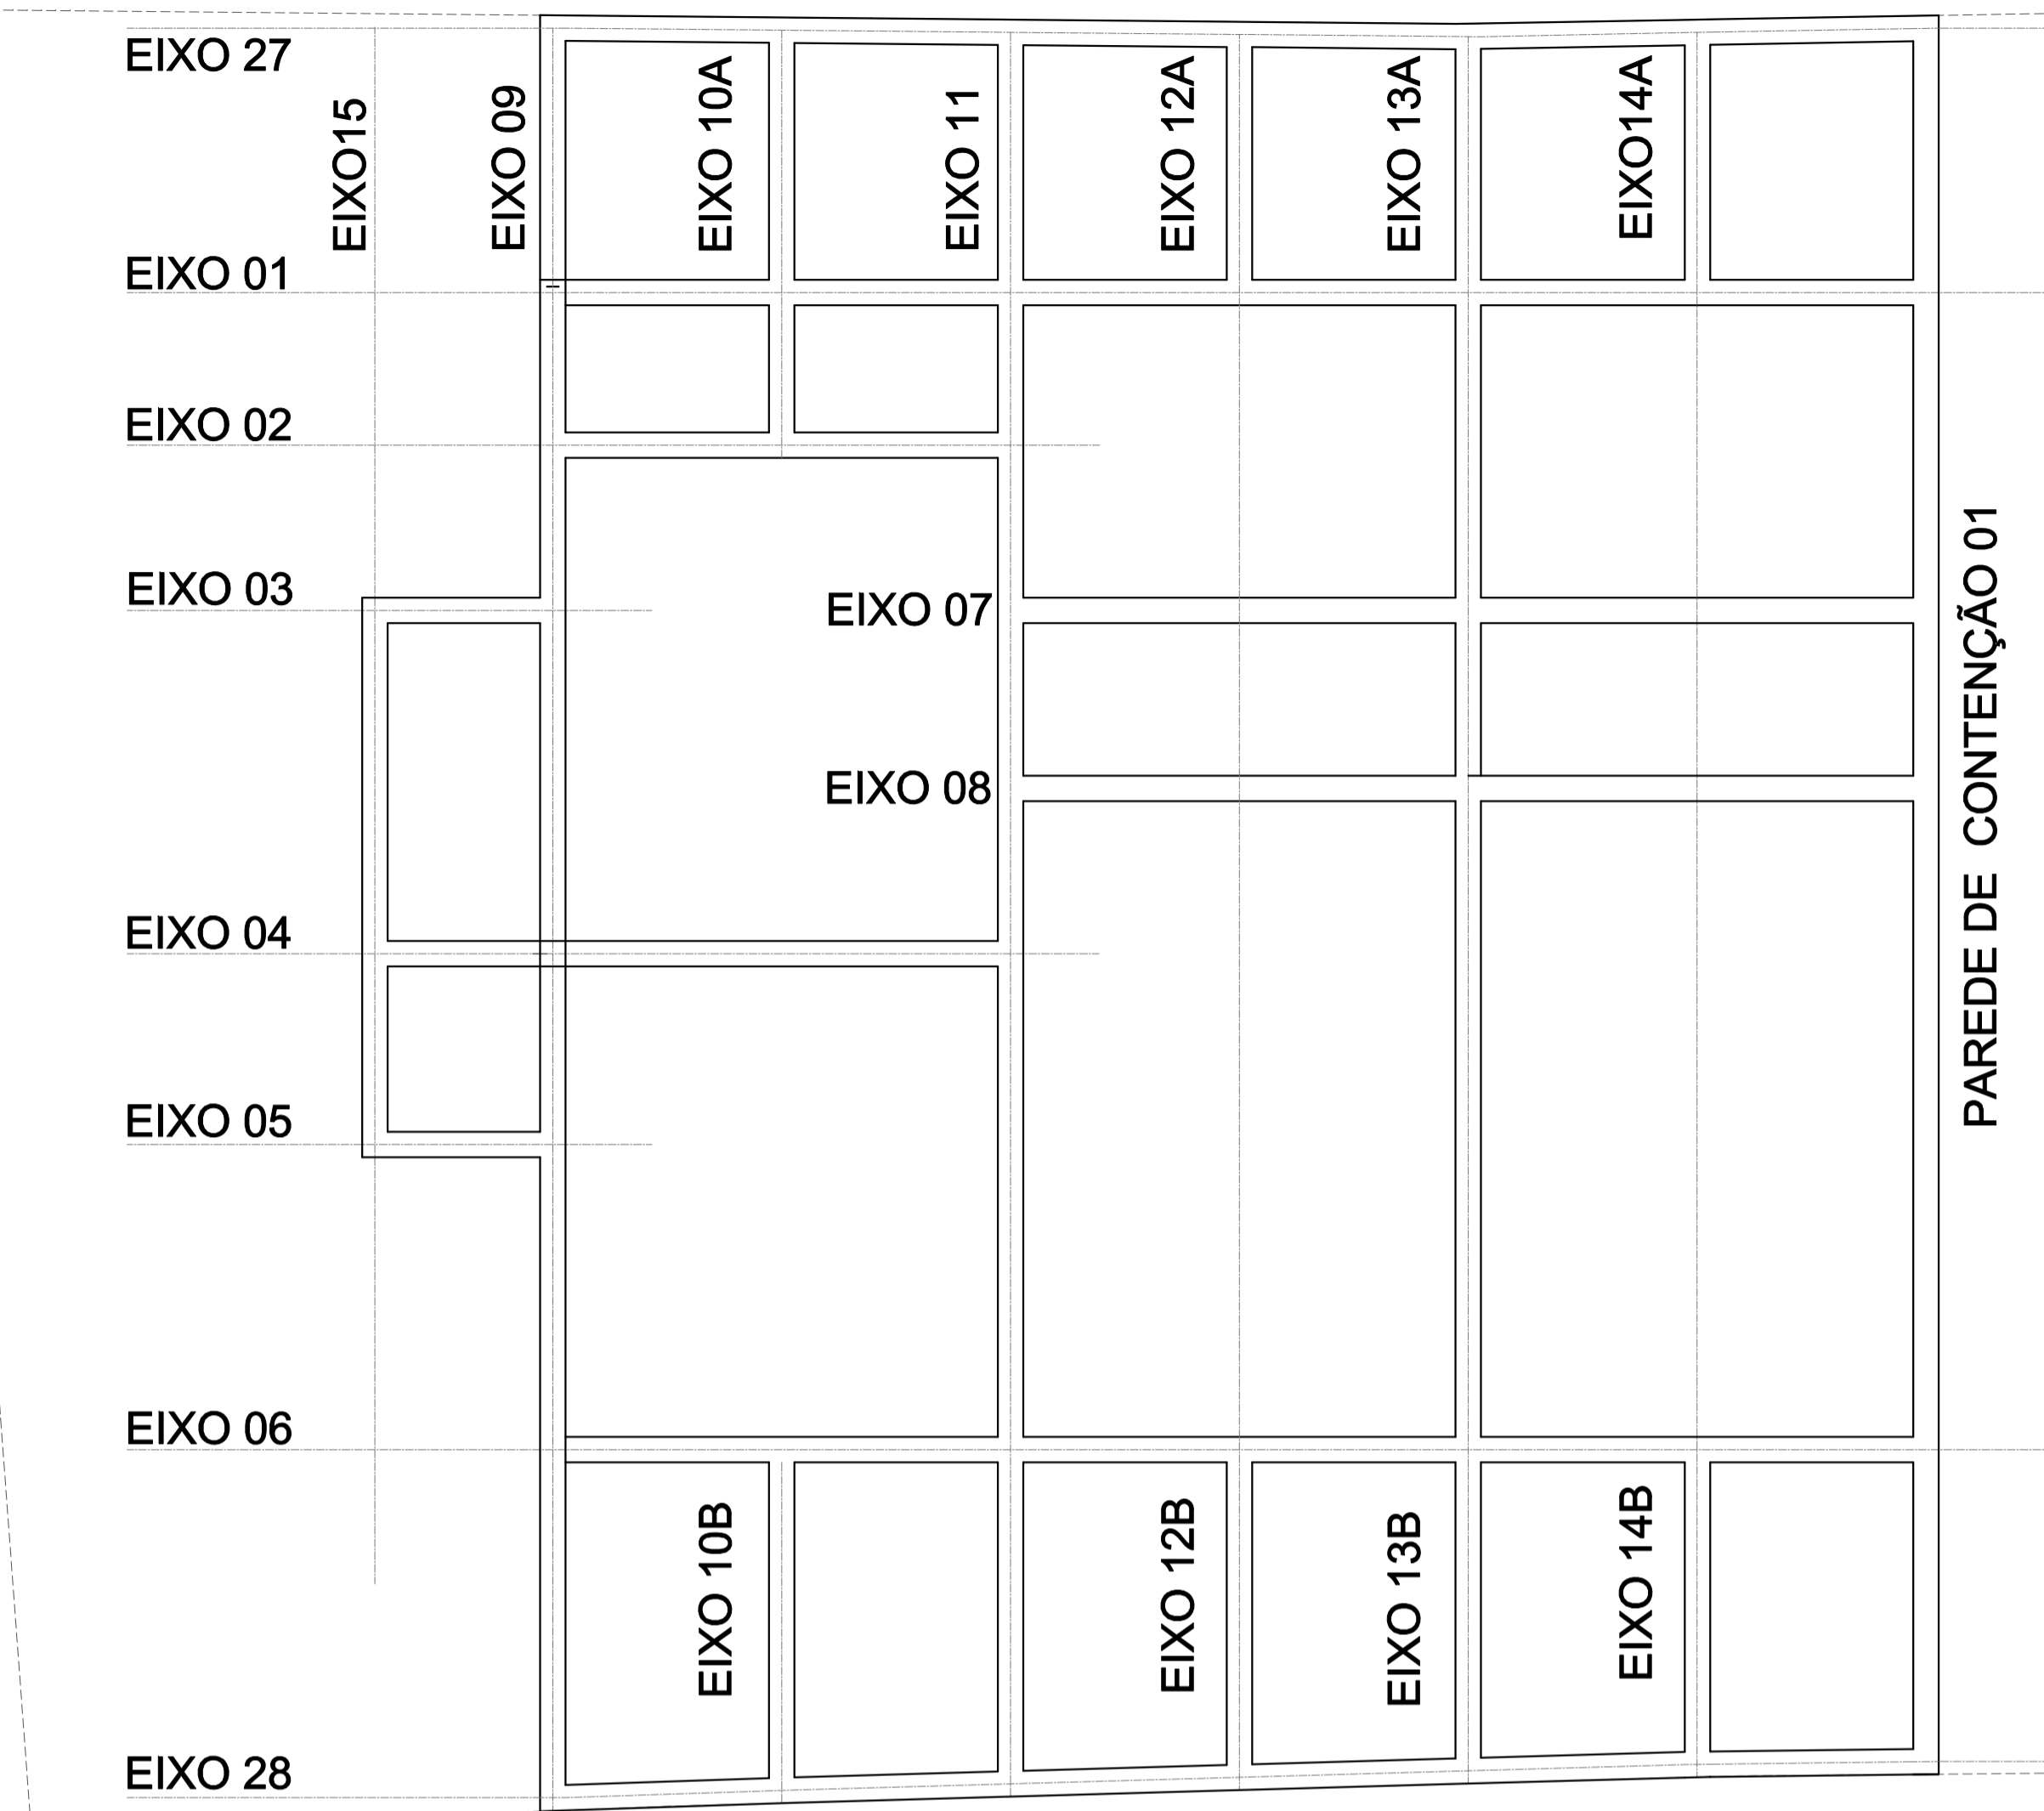 EIXO 27
EIXO15
EIXO 09
EIXO 10A
EIXO 11
EIXO 12A
EIXO 13A
EIXO14A
EIXO 01
EIXO 02
EIXO 03
EIXO 07
EIXO 08
PAREDE DE CONTENÇÃO 01
EIXO 04
EIXO 05
EIXO 06
EIXO 10B
EIXO 12B
EIXO 13B
EIXO 14B
EIXO 28